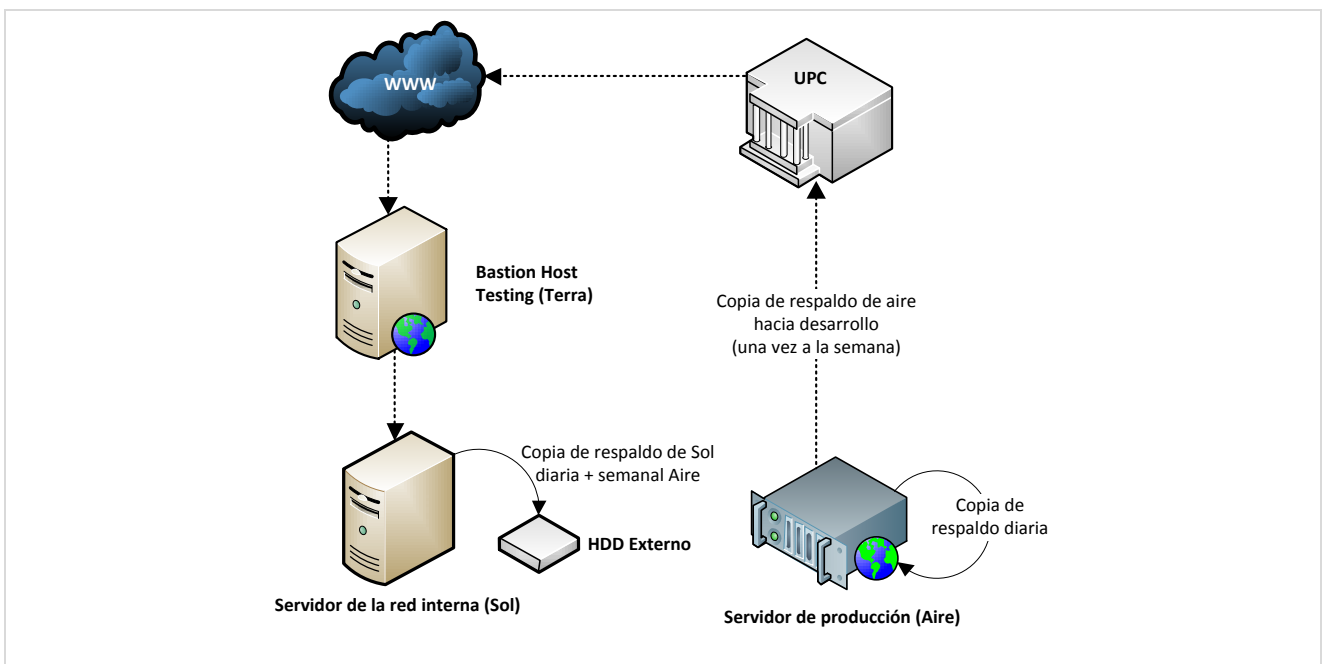 WWW
UPC
Bastion Host
Testing (Terra)
Copia de respaldo de aire
hacia desarrollo
(una vez a la semana)
Copia de respaldo de Sol
diaria + semanal Aire
HDD Externo
Copia de
respaldo diaria
Servidor de la red interna (Sol)
Servidor de producción (Aire)